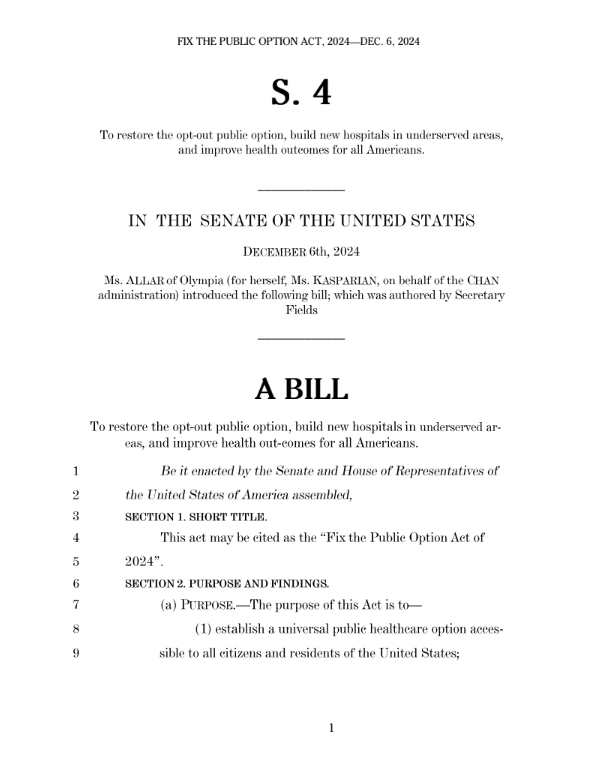 FIX THE PUBLIC OPTION ACT, 2024—DEC. 6, 2024
S. 4
To restore the opt-out public option, build new hospitals in underserved areas,
and improve health outcomes for all Americans.
IN THE SENATE OF THE UNITED STATES
DECEMBER 6th, 2024
Ms. ALLAR of Olympia (for herself, Ms. KASPARIAN, on behalf of the CHAN
administration) introduced the following bill; which was authored by Secretary
Fields
A BILL
To restore the opt-out public option, build new hospitals in underserved ar-
eas, and improve health out-comes for all Americans.
1 Be it enacted by the Senate and House of Representatives of
2 the United States of America assembled,
3 SECTION 1. SHORT TITLE.
4 This act may be cited as the “Fix the Public Option Act of
5 2024”.
6 SECTION 2. PURPOSE AND FINDINGS.
7 (a) PURPOSE.—The purpose of this Act is to—
8 (1) establish a universal public healthcare option acces-
9 sible to all citizens and residents of the United States;
1